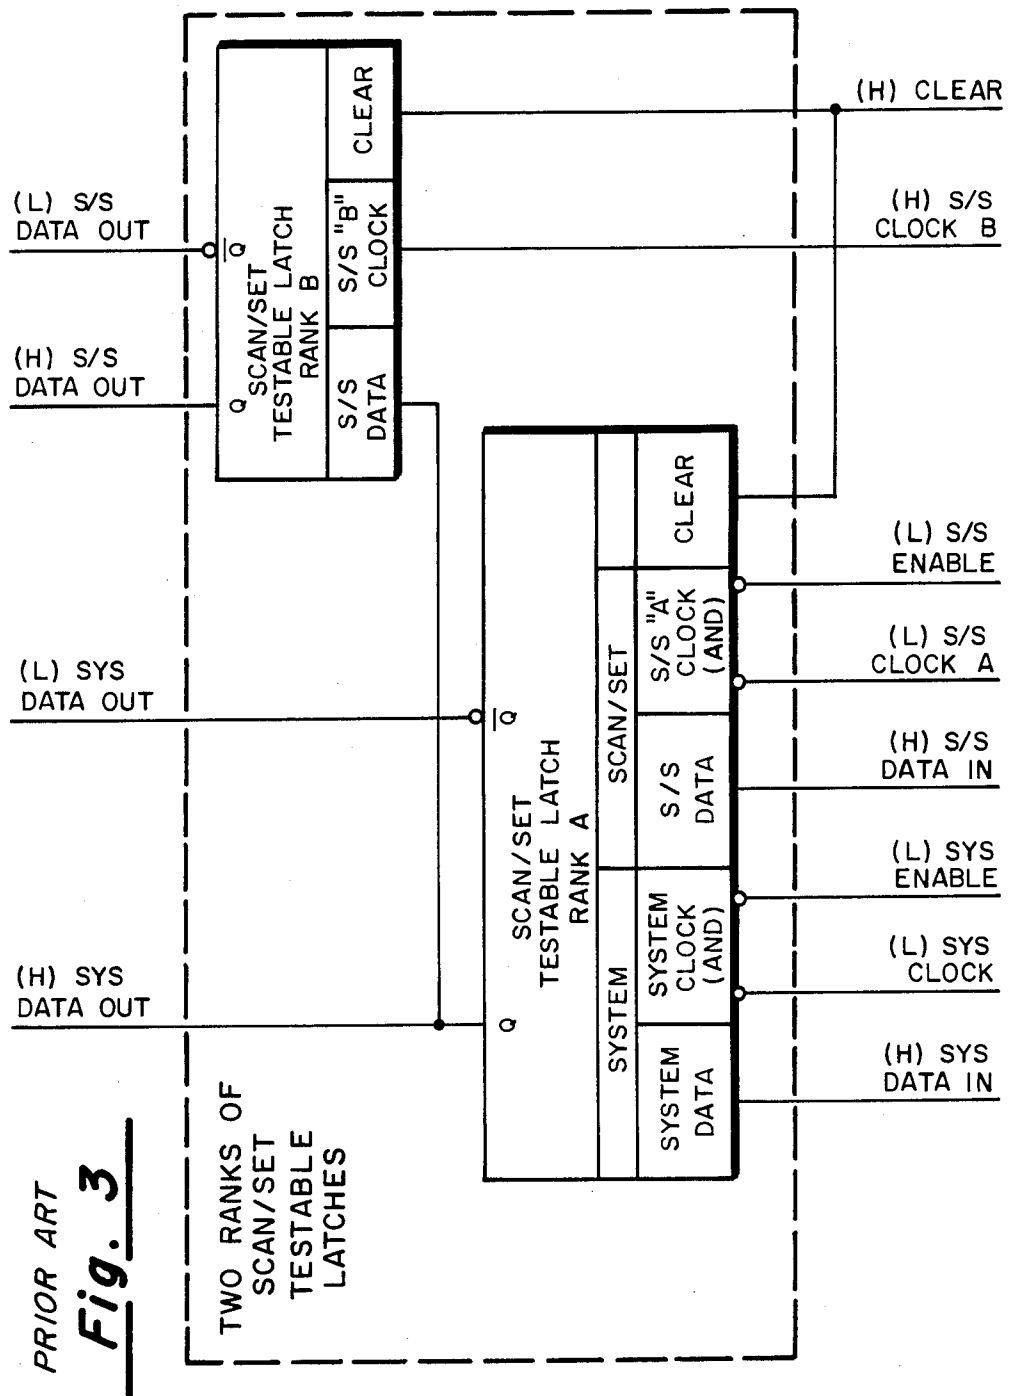 (L) S/S
DATA OUT
(H) S/S
DATA OUT
(L) SYS
DATA OUT
(H) SYS
DATA OUT
Q
Q
SCAN/SET
TESTABLE LATCH
RANK B
CLEAR
S/S "B"
CLOCK
S/S
DATA
Q
Q
SCAN/SET
TESTABLE LATCH
RANK A
SCAN/SET
SYSTEM
CLEAR
S/S "A"
CLOCK
(AND)
S/S
DATA
SYSTEM
CLOCK
(AND)
SYSTEM
DATA
(H) CLEAR
(H) S/S
CLOCK B
(L) S/S
ENABLE
(L) S/S
CLOCK A
(H) S/S
DATA IN
(L) SYS
ENABLE
(L) SYS
CLOCK
(H) SYS
DATA IN
TWO RANKS OF
SCAN/SET
TESTABLE
LATCHES
PRIOR ART
Fig. 3